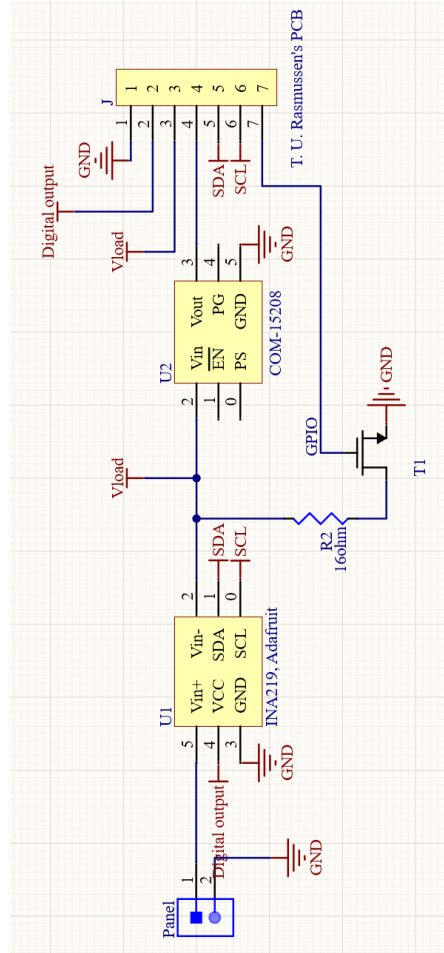 T. U. Rasmussen's PCB
J
1
2
3
4
5
6
7
1
2
3
4
5
6
7
GND
Digital output
Vload
SDA
SCL
GND
U2
COM-15208
3
4
5
Vout
PG
GND
Vin
EN
PS
2
1
0
Vload
GPIO
GND
T1
R2
16ohm
SDA
SCL
2
1
0
U1
INA219, Adafruit
Vin-
SDA
SCL
Vin+
VCC
GND
5
4
3
GND
Digital output
GND
Panel
1
2